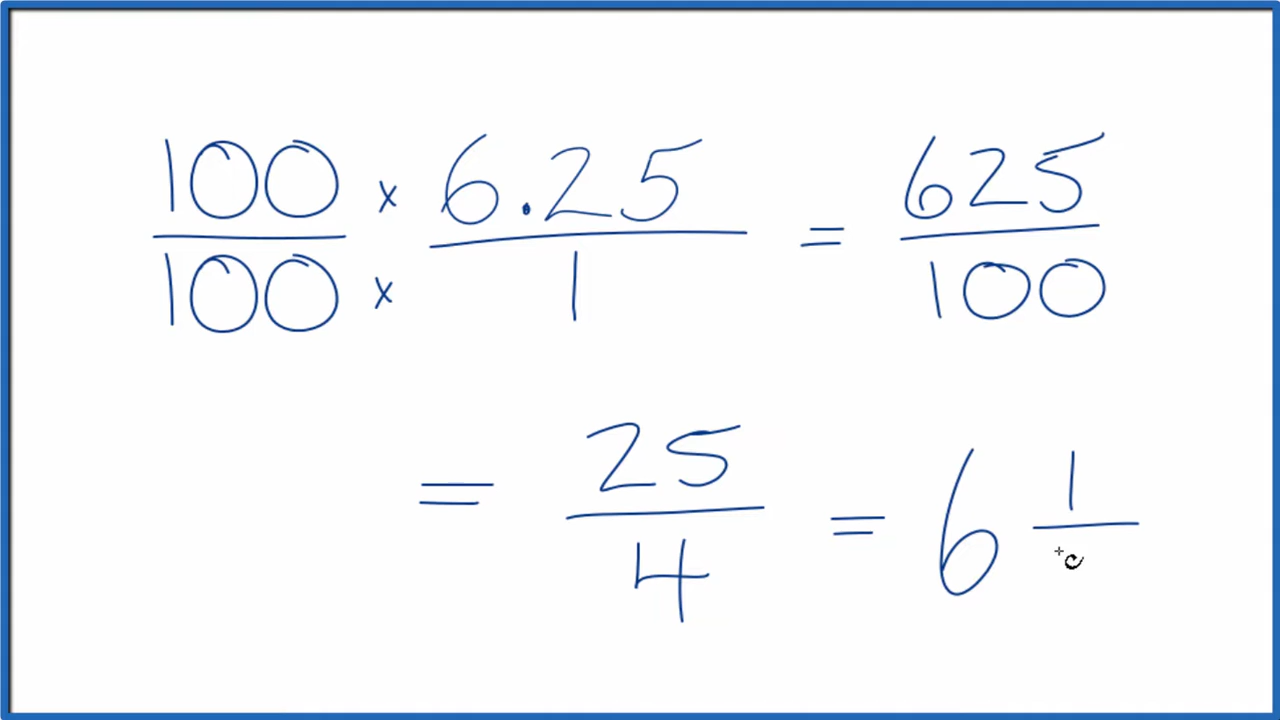 100 × 6.25 = 625
100 × 1 100
= 25 = 6 1
4